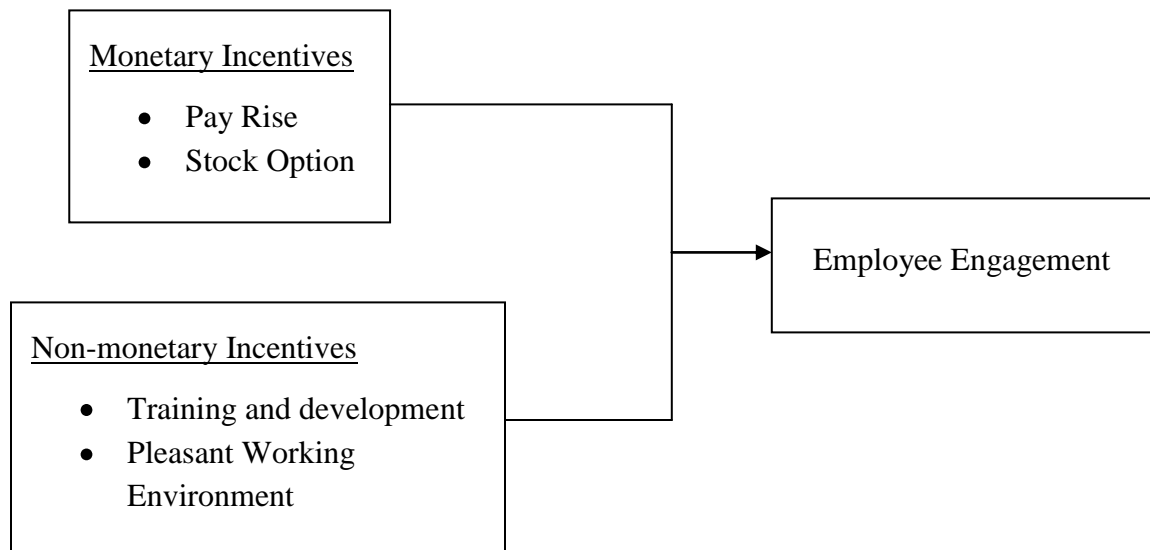 Monetary Incentives
• Pay Rise
• Stock Option
Employee Engagement
Non-monetary Incentives
• Training and development
• Pleasant Working
Environment